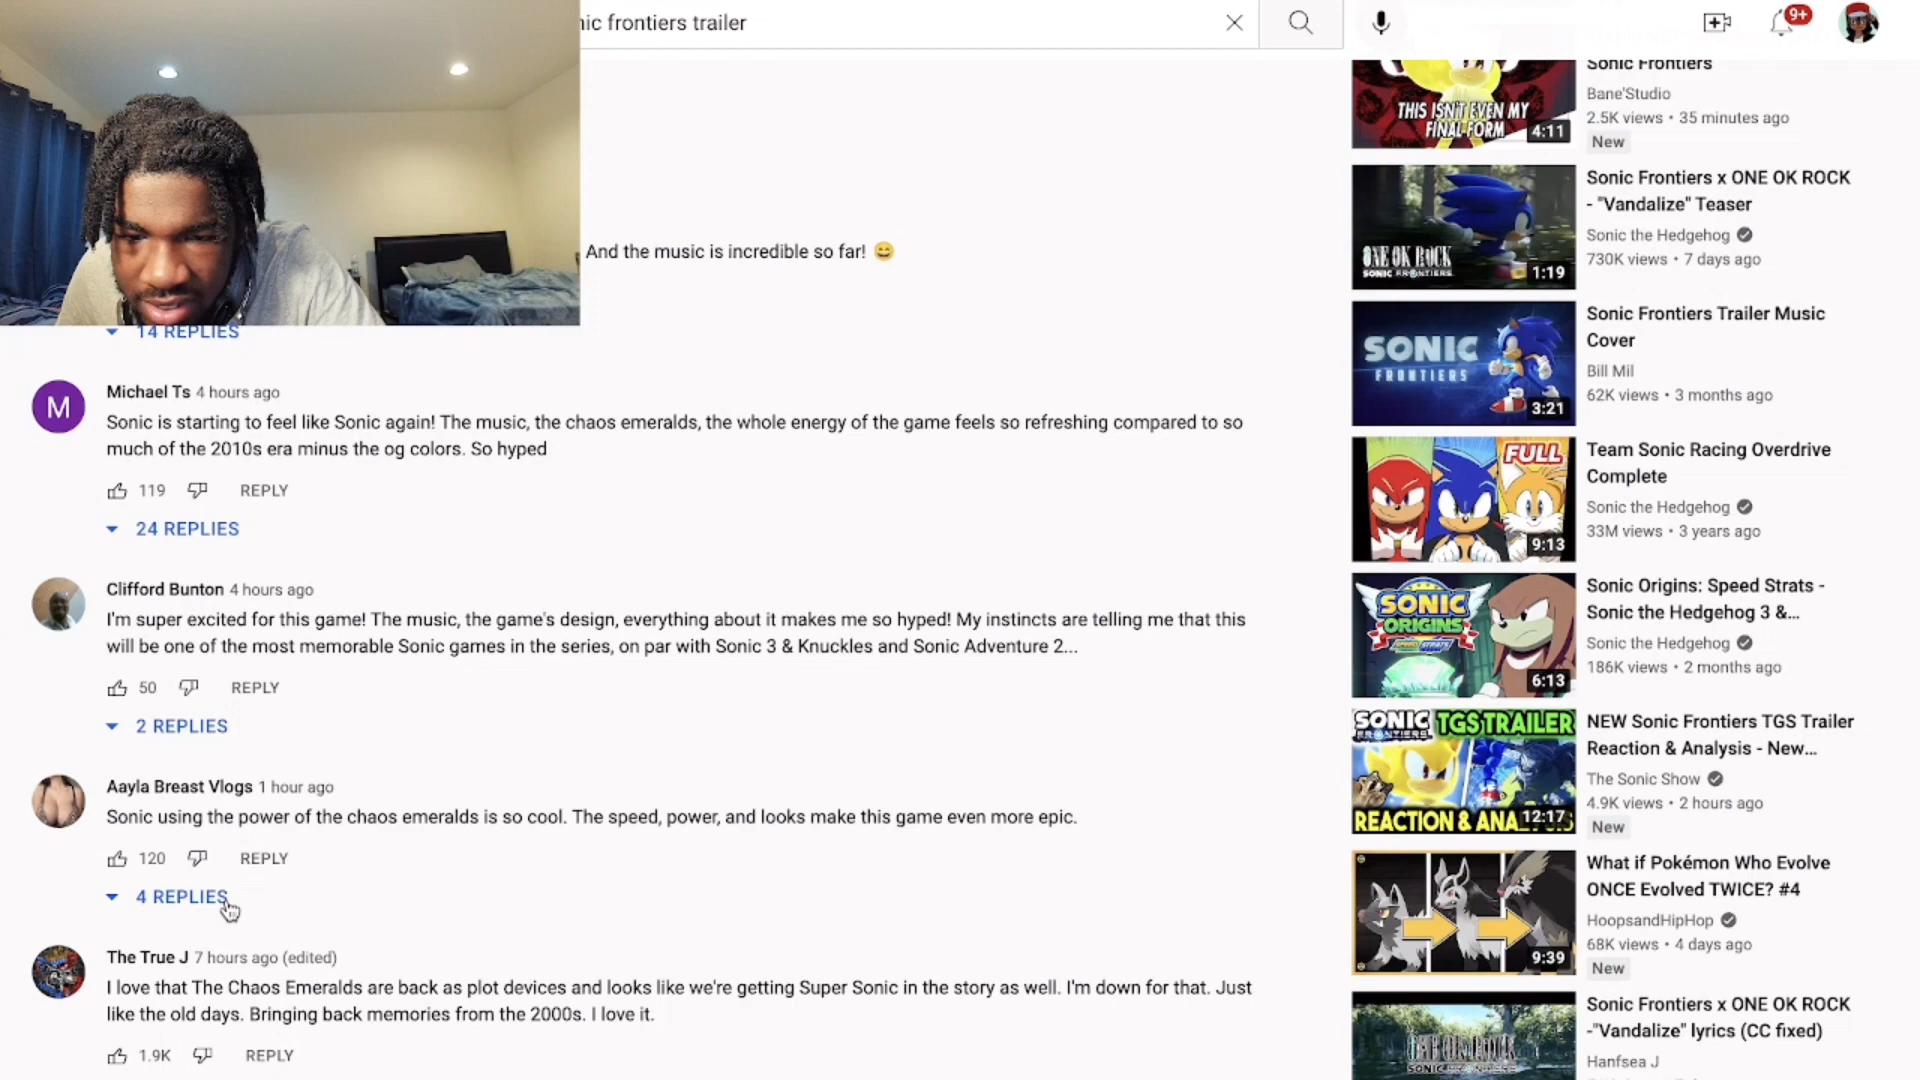 nic frontiers trailer
9+
And the music is incredible so far! 😄
14 REPLIES
M
Michael Ts 4 hours ago
Sonic is starting to feel like Sonic again! The music, the chaos emeralds, the whole energy of the game feels so refreshing compared to so
much of the 2010s era minus the og colors. So hyped
119 REPLY
24 REPLIES
Clifford Bunton 4 hours ago
I'm super excited for this game! The music, the game's design, everything about it makes me so hyped! My instincts are telling me that this
will be one of the most memorable Sonic games in the series, on par with Sonic 3 & Knuckles and Sonic Adventure 2...
50 REPLY
2 REPLIES
Aayla Breast Vlogs 1 hour ago
Sonic using the power of the chaos emeralds is so cool. The speed, power, and looks make this game even more epic.
120 REPLY
4 REPLIES
The True J 7 hours ago (edited)
I love that The Chaos Emeralds are back as plot devices and looks like we're getting Super Sonic in the story as well. I'm down for that. Just
like the old days. Bringing back memories from the 2000s. I love it.
1.9K REPLY
THIS ISN'T EVEN MY
FINAL FORM
4:11
Sonic Frontiers
Bane'Studio
2.5K views • 35 minutes ago
New
ONE OK ROCK
SONIC FRONTIERS
1:19
Sonic Frontiers x ONE OK ROCK
- "Vandalize" Teaser
Sonic the Hedgehog
730K views • 7 days ago
SONIC
FRONTIERS
3:21
Sonic Frontiers Trailer Music
Cover
Bill Mil
62K views • 3 months ago
FULL
9:13
Team Sonic Racing Overdrive
Complete
Sonic the Hedgehog
33M views • 3 years ago
SONIC
ORIGINS
SPEED STRATS
6:13
Sonic Origins: Speed Strats -
Sonic the Hedgehog 3 &...
Sonic the Hedgehog
186K views • 2 months ago
SONIC TGS TRAILER
FRONTIERS
REACTION & ANA
12:17
NEW Sonic Frontiers TGS Trailer
Reaction & Analysis - New...
The Sonic Show
4.9K views • 2 hours ago
New
9:39
What if Pokémon Who Evolve
ONCE Evolved TWICE? #4
HoopsandHipHop
68K views • 4 days ago
New
ONE OK ROCK
SONIC FRONTIERS
Sonic Frontiers x ONE OK ROCK
-"Vandalize" lyrics (CC fixed)
Hanfsea J